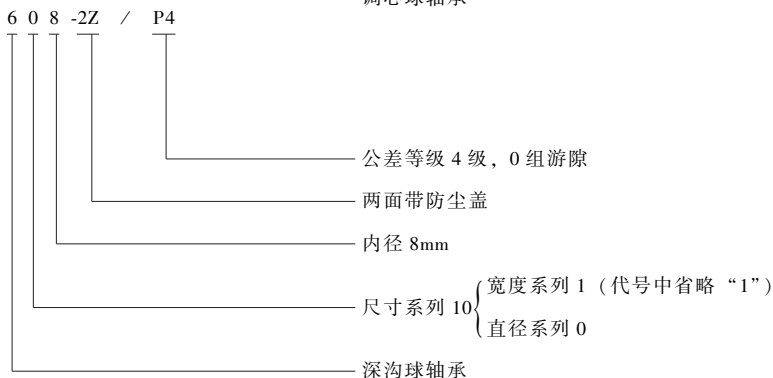 6 0 8 -2Z / P4
公差等级 4 级，0 组游隙
两面带防尘盖
内径 8mm
尺寸系列 10
宽度系列 1（代号中省略“1”）
直径系列 0
深沟球轴承